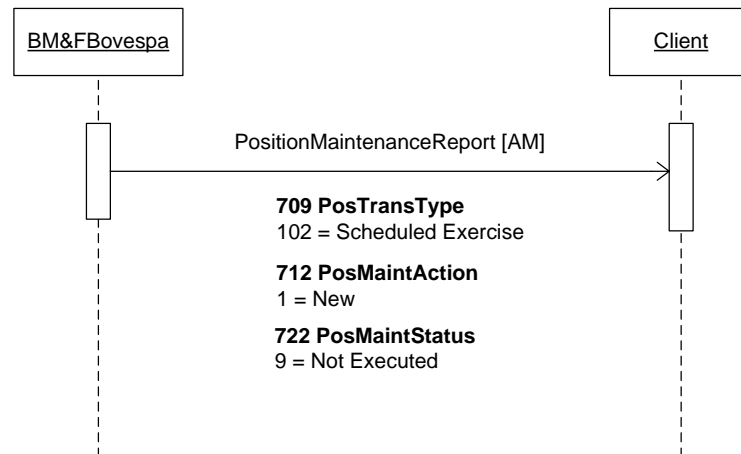 BM&FBovespa
Client
PositionMaintenanceReport [AM]
709 PosTransType
102 = Scheduled Exercise
712 PosMaintAction
1 = New
722 PosMaintStatus
9 = Not Executed